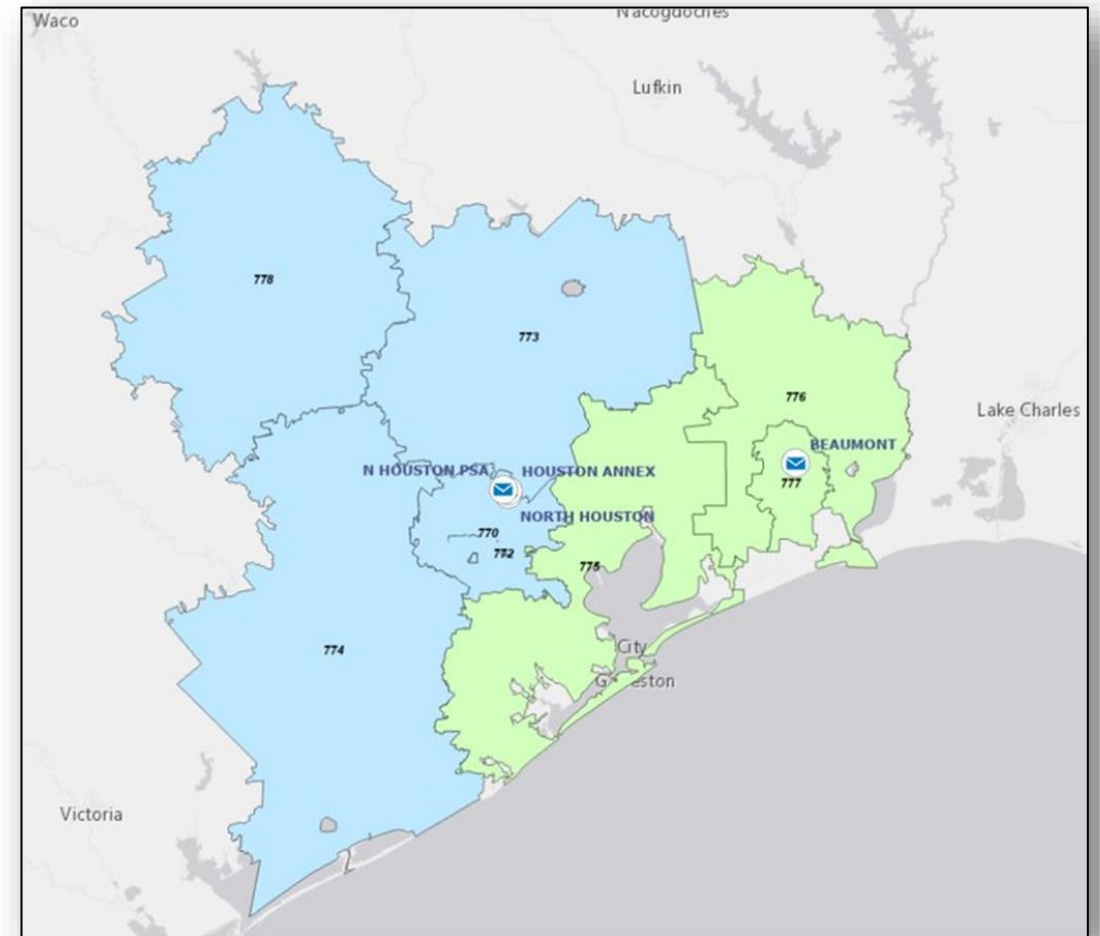 Waco
Nacogdoches
Lufkin
778
773
776
Lake Charles
BEAUMONT
N HOUSTON PSA
HOUSTON ANNEX
777
NORTH HOUSTON
770
772
775
774
City
Victoria